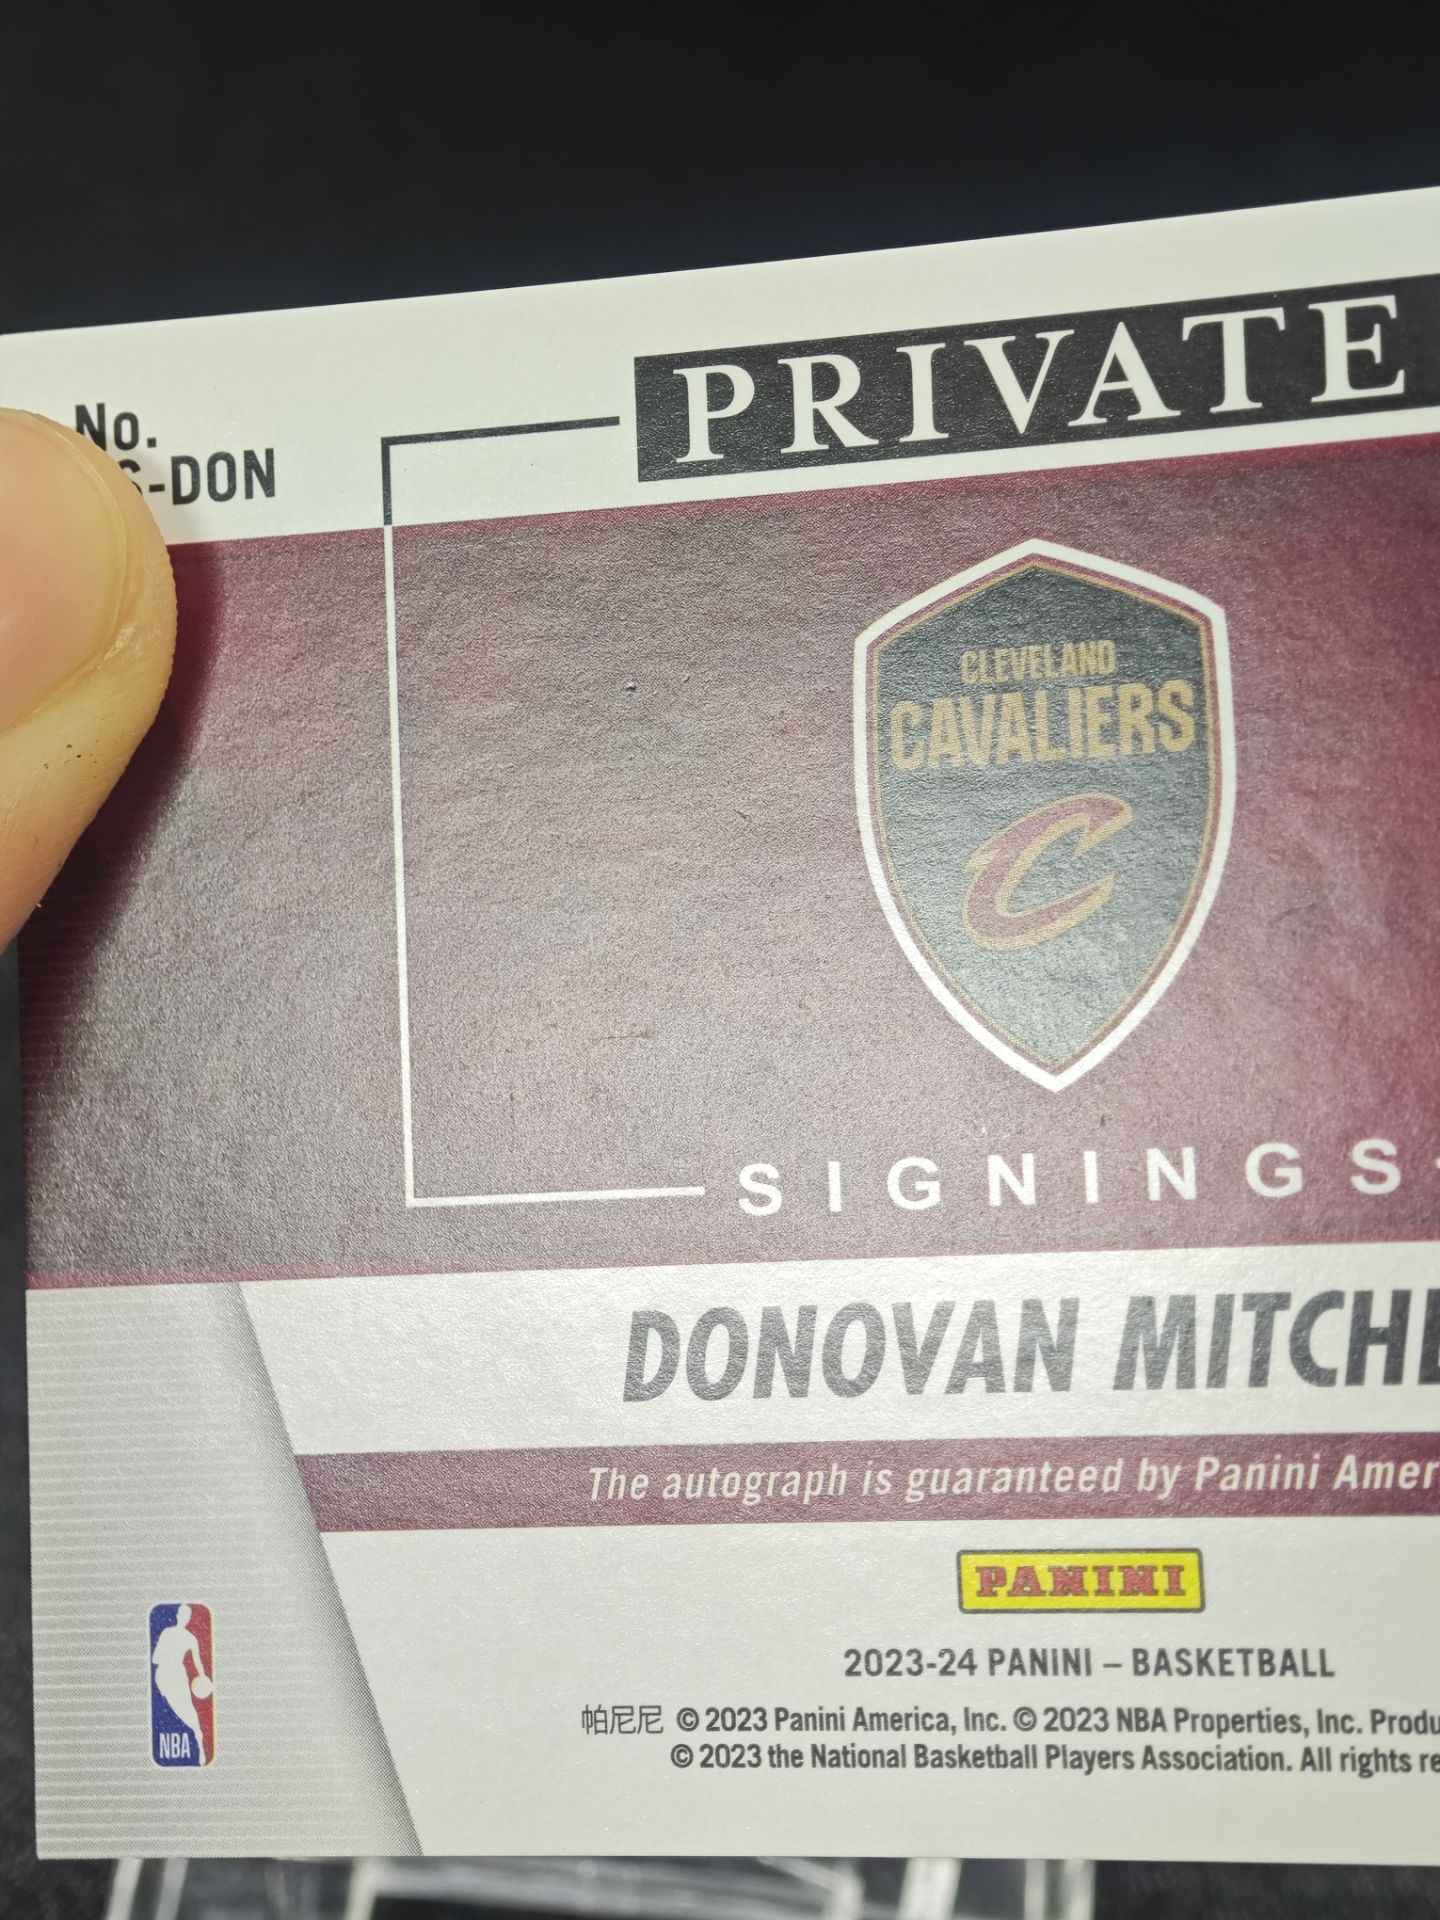 No.
S-DON
PRIVATE
CLEVELAND
CAVALIERS
C
SIGNINGS
DONOVAN MITCHE
The autograph is guaranteed by Panini Amer
PANINI
2023-24 PANINI – BASKETBALL
帕尼尼 © 2023 Panini America, Inc. © 2023 NBA Properties, Inc. Produ
© 2023 the National Basketball Players Association. All rights re
NBA